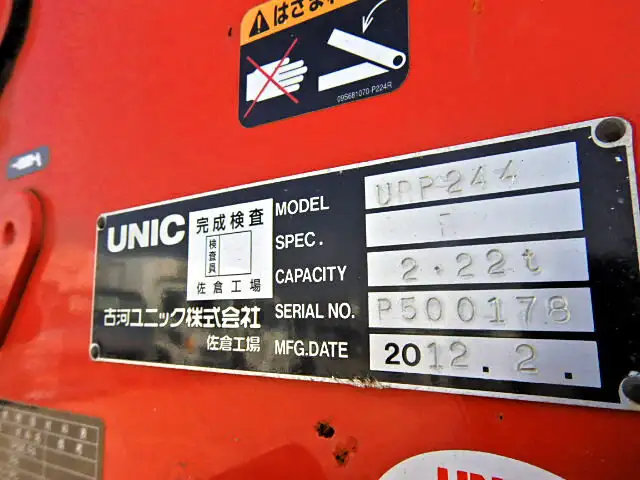 はさまれ
095681070-P224R
UNIC
完成検査
検査員
佐倉工場
古河ユニック株式会社
佐倉工場
MODEL URP244
SPEC. F
CAPACITY 2.22t
SERIAL NO. P500178
MFG.DATE 2012.2.